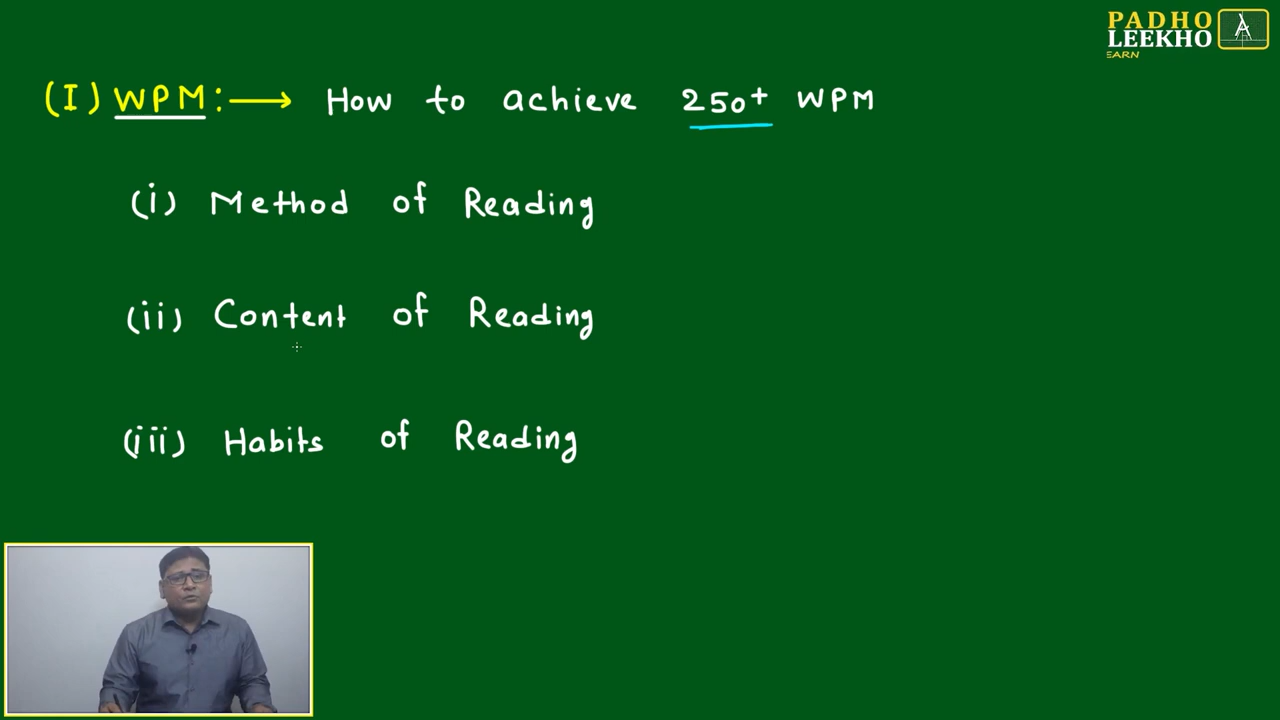 PADHO
LEEKHO
EARN
(I) WPM :⟶ How to achieve 250+ WPM
(i) Method of Reading
(ii) Content of Reading
(iii) Habits of Reading